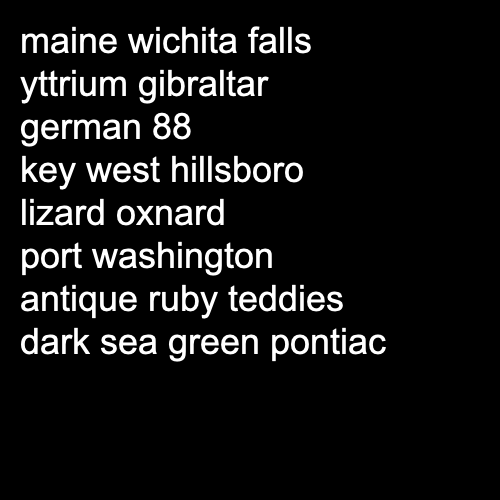 maine wichita falls
yttrium gibraltar
german 88
key west hillsboro
lizard oxnard
port washington
antique ruby teddies
dark sea green pontiac